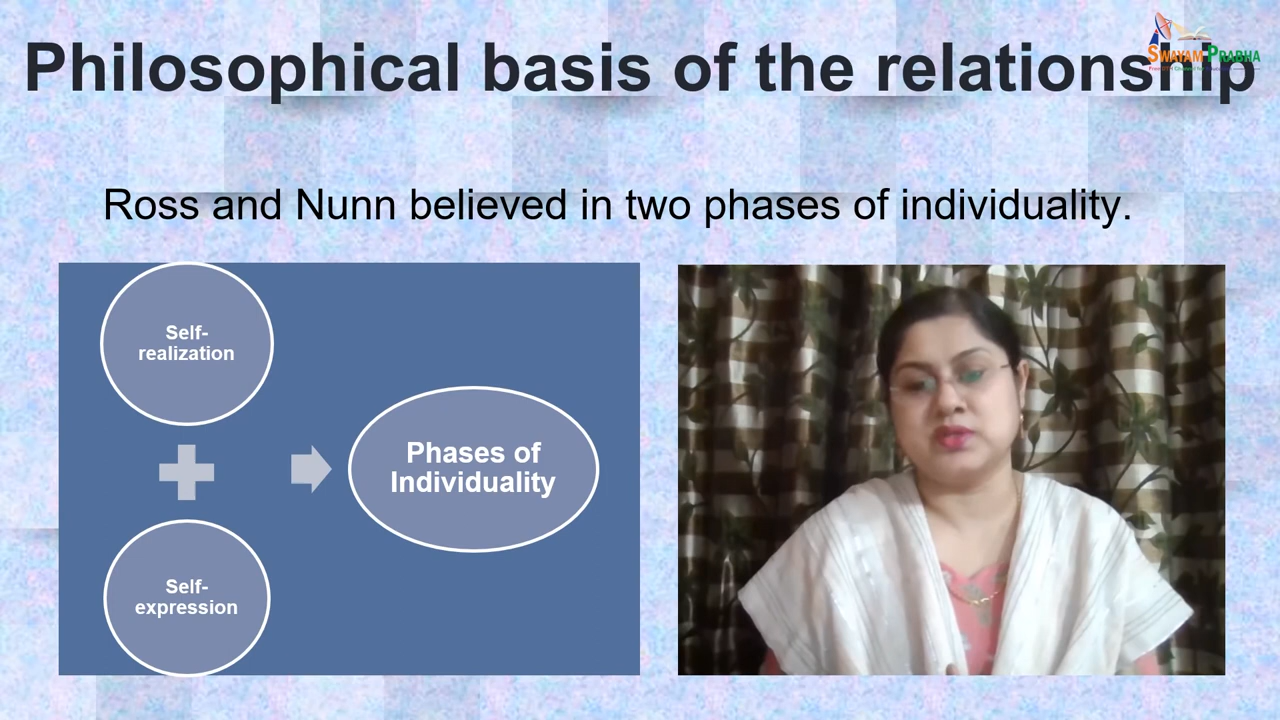 Philosophical basis of the relationship
SWAYAM PRABHA
Ross and Nunn believed in two phases of individuality.
Self-
realization
Phases of
Individuality
Self-
expression